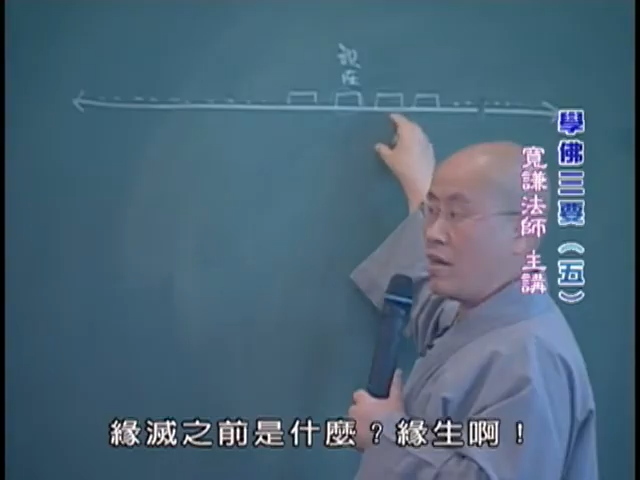 現在
學佛三要（五）
寬謙法師 主講
緣滅之前是什麼？緣生啊！